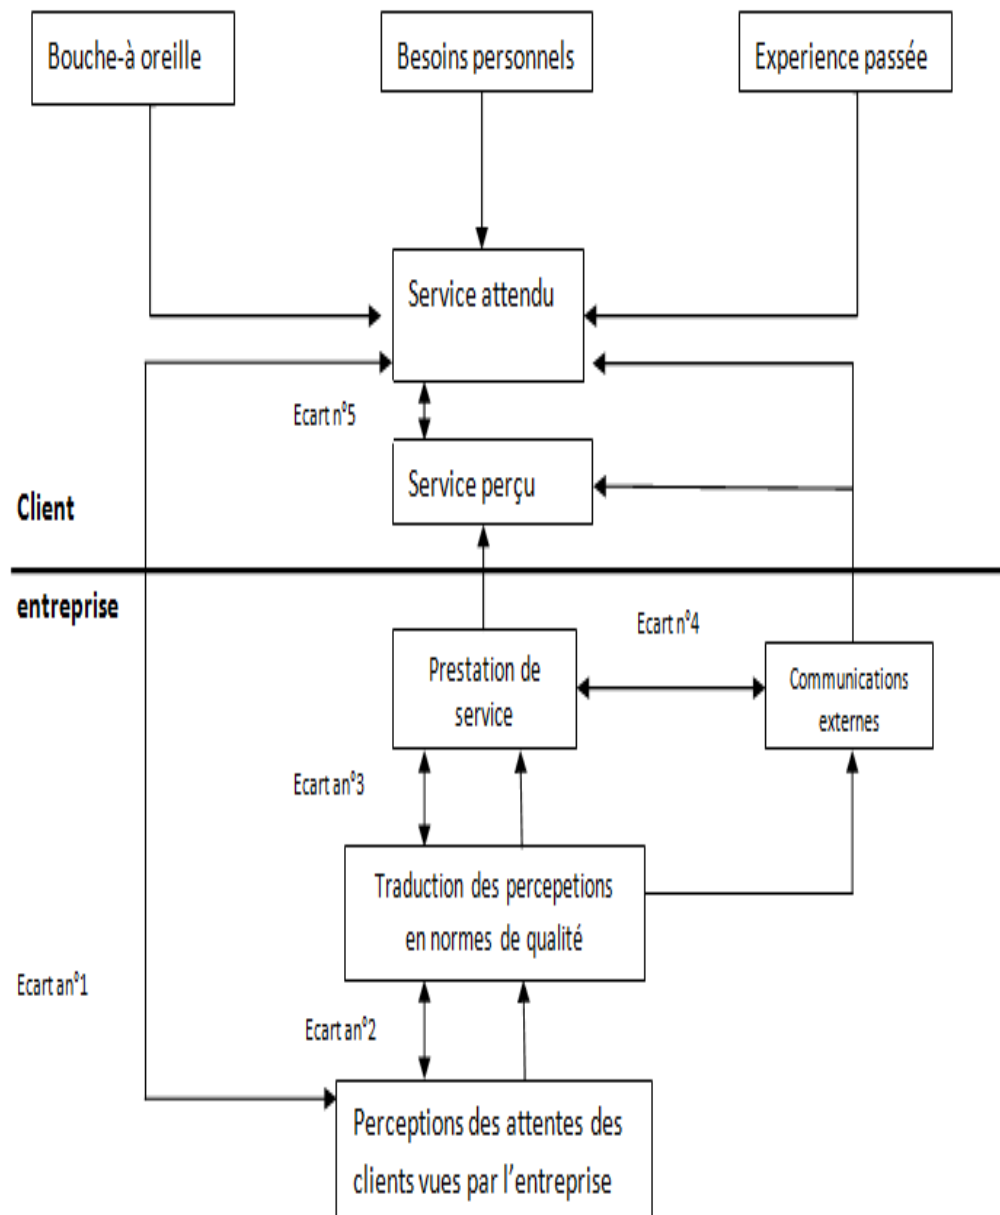 Bouche-à oreille
Besoins personnels
Experience passée
Service attendu
Ecart n°5
Service perçu
Client
entreprise
Ecart n°4
Prestation de
service
Communications
externes
Ecart an°3
Traduction des percepetions
en normes de qualité
Ecart an°1
Ecart an°2
Perceptions des attentes des
clients vues par l'entreprise